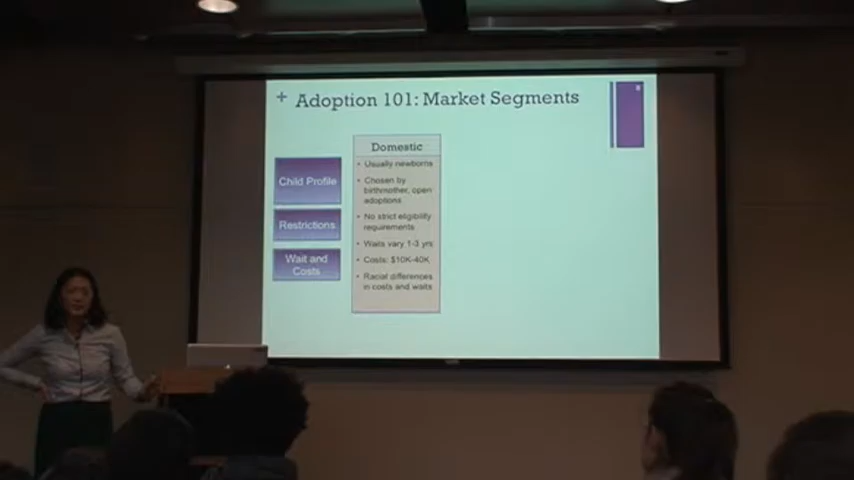 + Adoption 101: Market Segments
8
Child Profile
Restrictions
Wait and
Costs
Domestic
• Usually newborns
• Chosen by
birthmother, open
adoptions
• No strict eligibility
requirements
• Waits vary 1-3 yrs
• Costs: $10K-40K
• Racial differences
in costs and waits